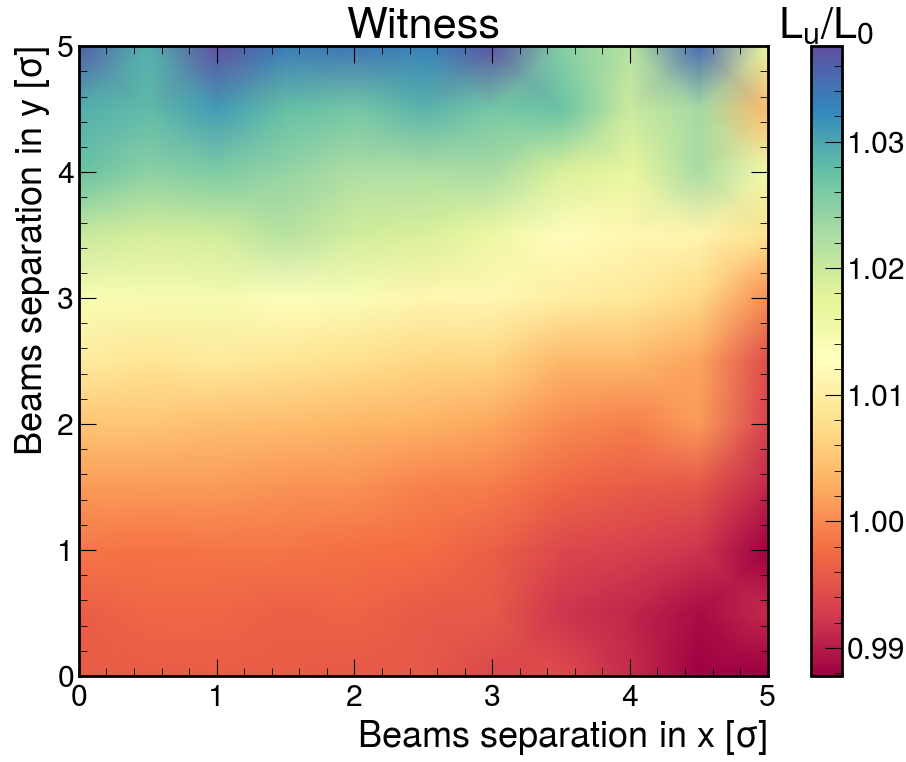 Witness
L_u/L_0
Beams separation in y [σ]
5
4
3
2
1
0
0 1 2 3 4 5
Beams separation in x [σ]
1.03
1.02
1.01
1.00
0.99